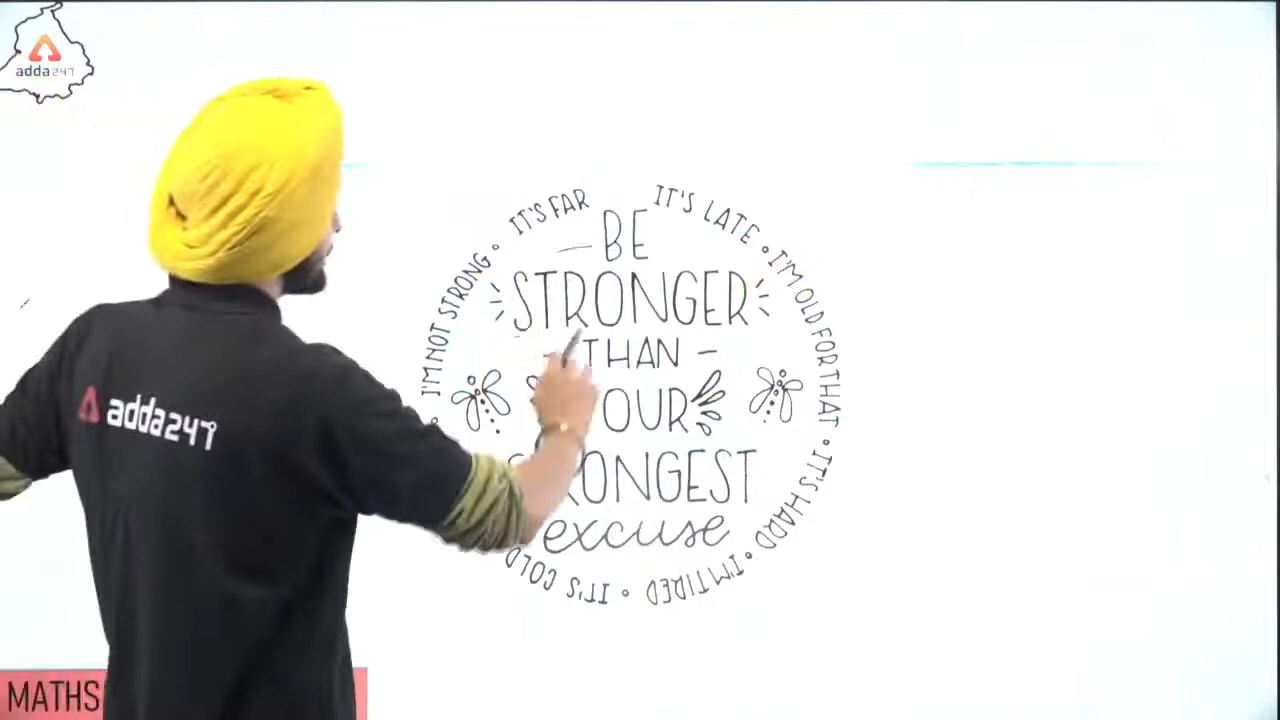 adda247
IT'S FAR
IT'S LATE
I'M OLD FOR THAT
IT'S HARD
I'M TIRED
IT'S COLD
I'M NOT STRONG
BE
STRONGER
THAN
OUR
RONGEST
excuse
adda247
MATHS